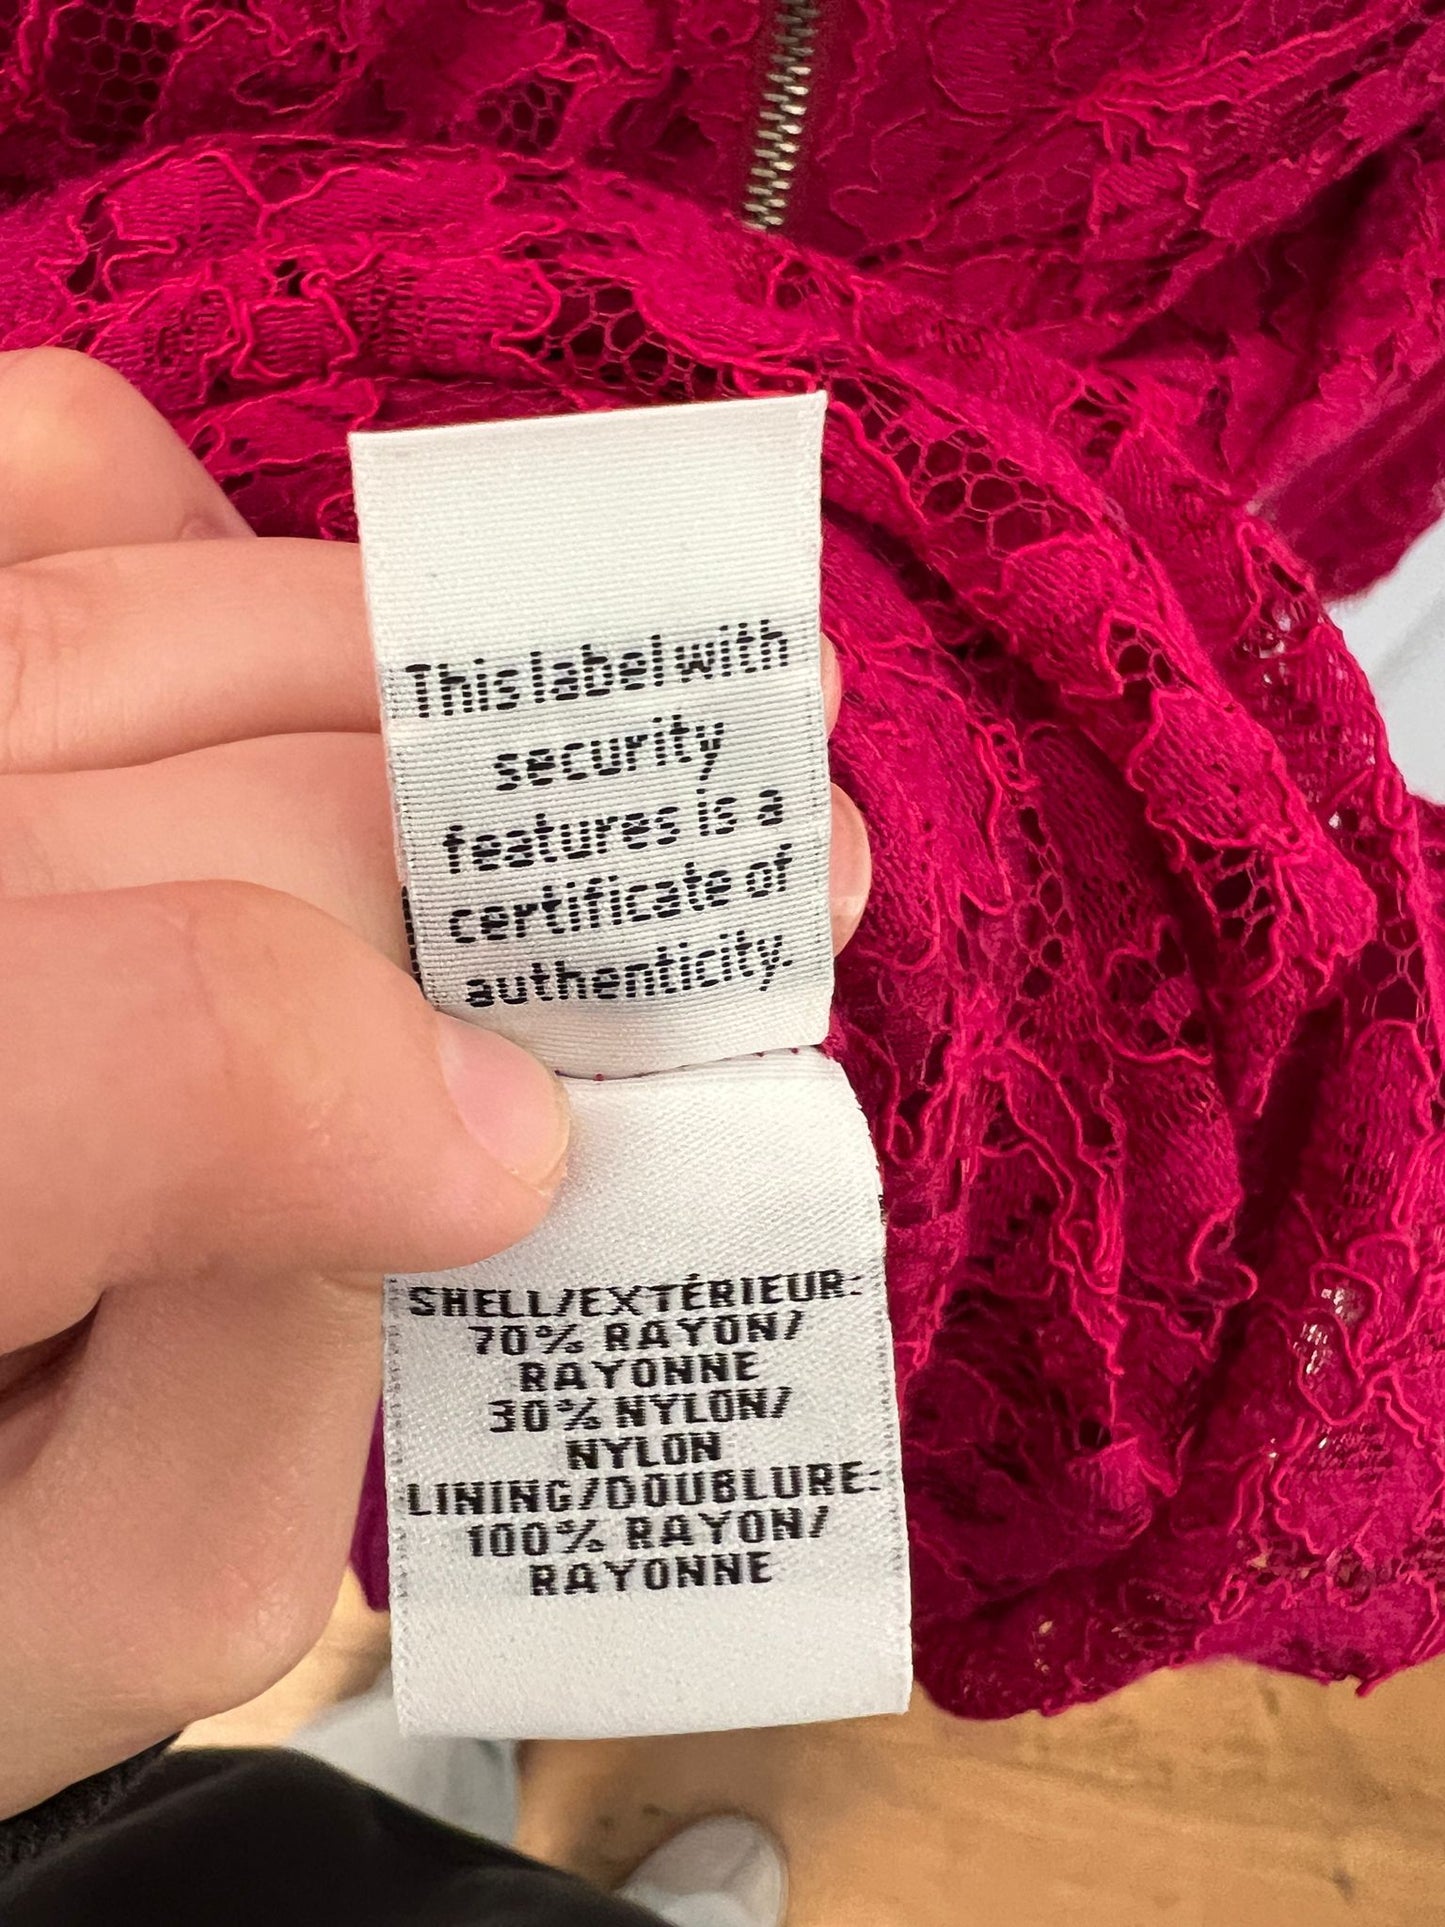 This label with
security
features is a
certificate of
authenticity.
SHELL/EXTÉRIEUR:
70% RAYON/
RAYONNE
30% NYLON/
NYLON
LINING/DOUBLURE:
100% RAYON/
RAYONNE